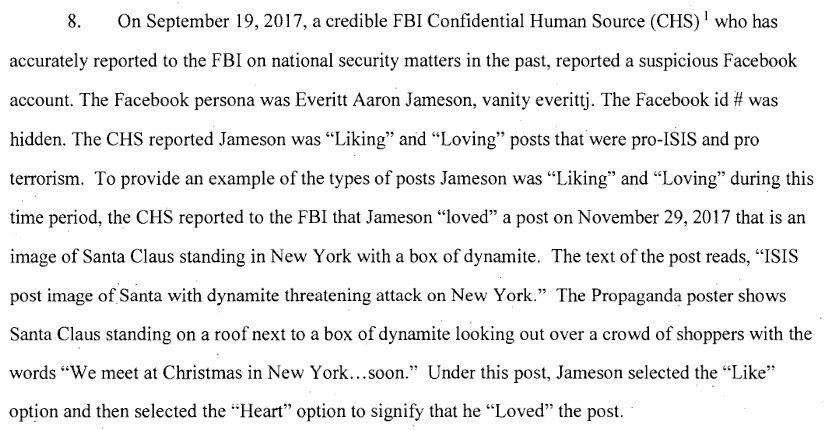 8. On September 19, 2017, a credible FBI Confidential Human Source (CHS) 1 who has
accurately reported to the FBI on national security matters in the past, reported a suspicious Facebook
account. The Facebook persona was Everitt Aaron Jameson, vanity everittj. The Facebook id # was
hidden. The CHS reported Jameson was “Liking” and “Loving” posts that were pro-ISIS and pro
terrorism. To provide an example of the types of posts Jameson was “Liking” and “Loving” during this
time period, the CHS reported to the FBI that Jameson “loved” a post on November 29, 2017 that is an
image of Santa Claus standing in New York with a box of dynamite. The text of the post reads, “ISIS
post image of Santa with dynamite threatening attack on New York.” The Propaganda poster shows
Santa Claus standing on a roof next to a box of dynamite looking out over a crowd of shoppers with the
words “We meet at Christmas in New York…soon.” Under this post, Jameson selected the “Like”
option and then selected the “Heart” option to signify that he “Loved” the post.